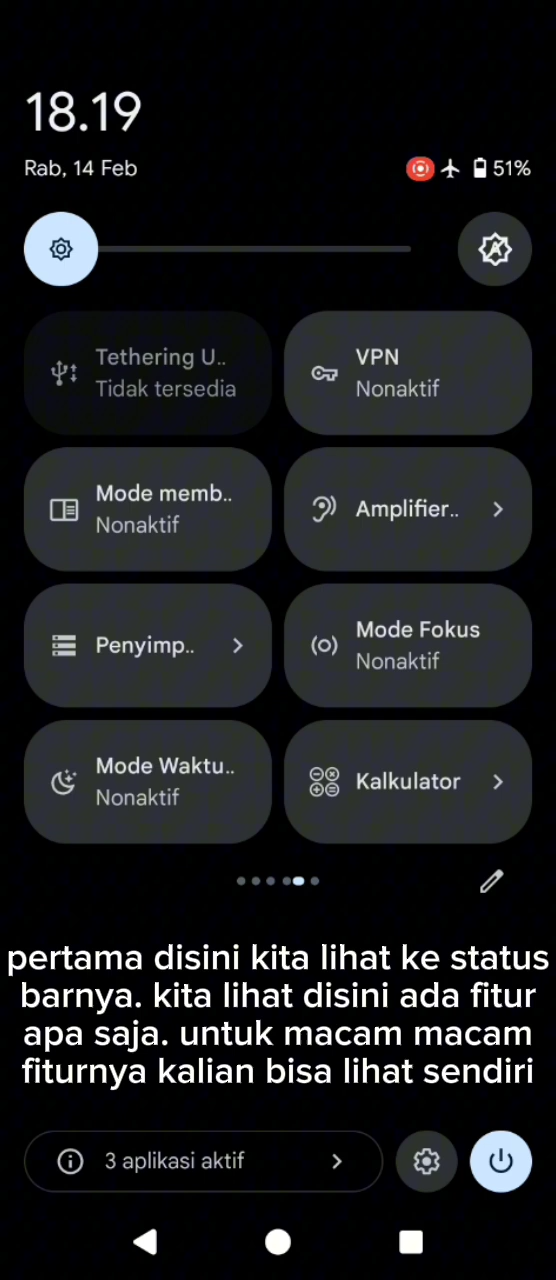 18.19
Rab, 14 Feb
51%
Tethering U..
Tidak tersedia
VPN
Nonaktif
Mode memb..
Nonaktif
Amplifier..
Penyimp..
Mode Fokus
Nonaktif
Mode Waktu..
Nonaktif
Kalkulator
pertama disini kita lihat ke status
barnya. kita lihat disini ada fitur
apa saja. untuk macam macam
fiturnya kalian bisa lihat sendiri
3 aplikasi aktif